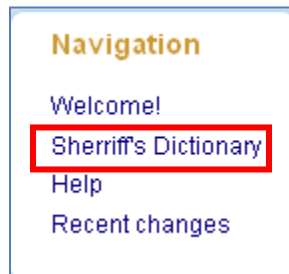 Navigation
Welcome!
Sherriff's Dictionary
Help
Recent changes